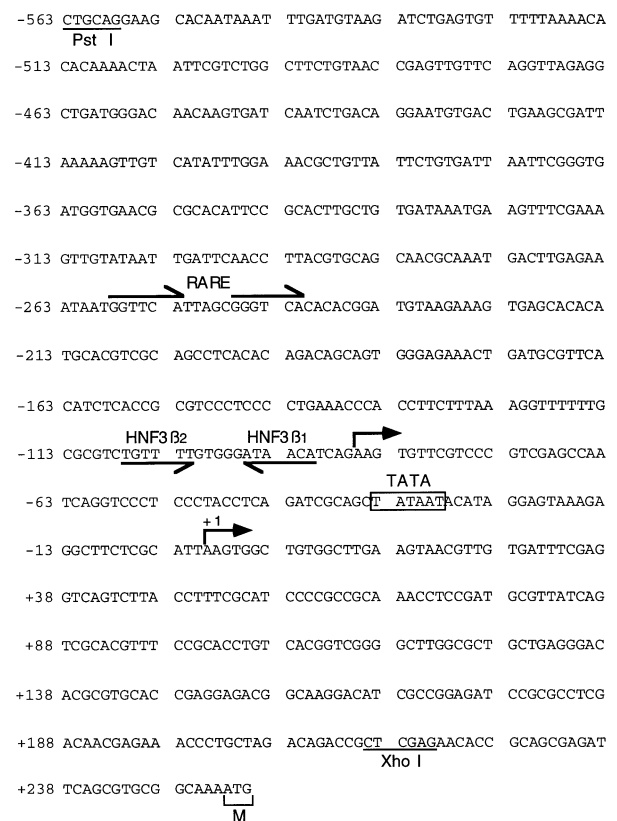 -563 CTGCAGGAAG CACAATAAAT TTGATGTAAG ATCTGAGTGT TTTTAAAACA
Pst I
-513 CACAAAACTA ATTCGTCTGG CTTCTGTAAC CGAGTTGTTC AGGTTAGAGG
-463 CTGATGGGAC AACAAGTGAT CAATCTGACA GGAATGTGAC TGAAGCGATT
-413 AAAAAGTTGT CATATTTGGA AACGCTGTTA TTCTGTGATT AATTCGGGTG
-363 ATGGTGAACG CGCACATTCC GCACTTGCTG TGATAAATGA AGTTTCGAAA
-313 GTTGTATAAT TGATTCAACC TTACGTGCAG CAACGCAAAT GACTTGAGAA
RARE
-263 ATAATGGTTC ATTAGCGGGT CACACACGGA TGTAAGAAAG TGAGCACACA
-213 TGCACGTCGC AGCCTCACAC AGACAGCAGT GGGAGAAACT GATGCGTTCA
-163 CATCTCACCG CGTCCCTCCC CTGAAACCCA CCTTCTTTAA AGGTTTTTTG
HNF3ß2 HNF3ß1
-113 CGCGTCTGTT TTGTGGGATA ACATCAGAAG TGTTCGTCCC GTCGAGCCAA
TATA
-63 TCAGGTCCCT CCCTACCTCA GATCGCAGCT ATAATACATA GGAGTAAAGA
+1
-13 GGCTTCTCGC ATTAAGTGGC TGTGGCTTGA AGTAACGTTG TGATTTCGAG
+38 GTCAGTCTTA CCTTTCGCAT CCCCGCCGCA AACCTCCGAT GCGTTATCAG
+88 TCGCACGTTT CCGCACCTGT CACGGTCGGG GCTTGGCGCT GCTGAGGGAC
+138 ACGCGTGCAC CGAGGAGACG GCAAGGACAT CGCCGGAGAT CCGCGCCTCG
+188 ACAACGAGAA ACCCTGCTAG ACAGACCGCT CGAGAACACC GCAGCGAGAT
Xho I
+238 TCAGCGTGCG GCAAAATG
M